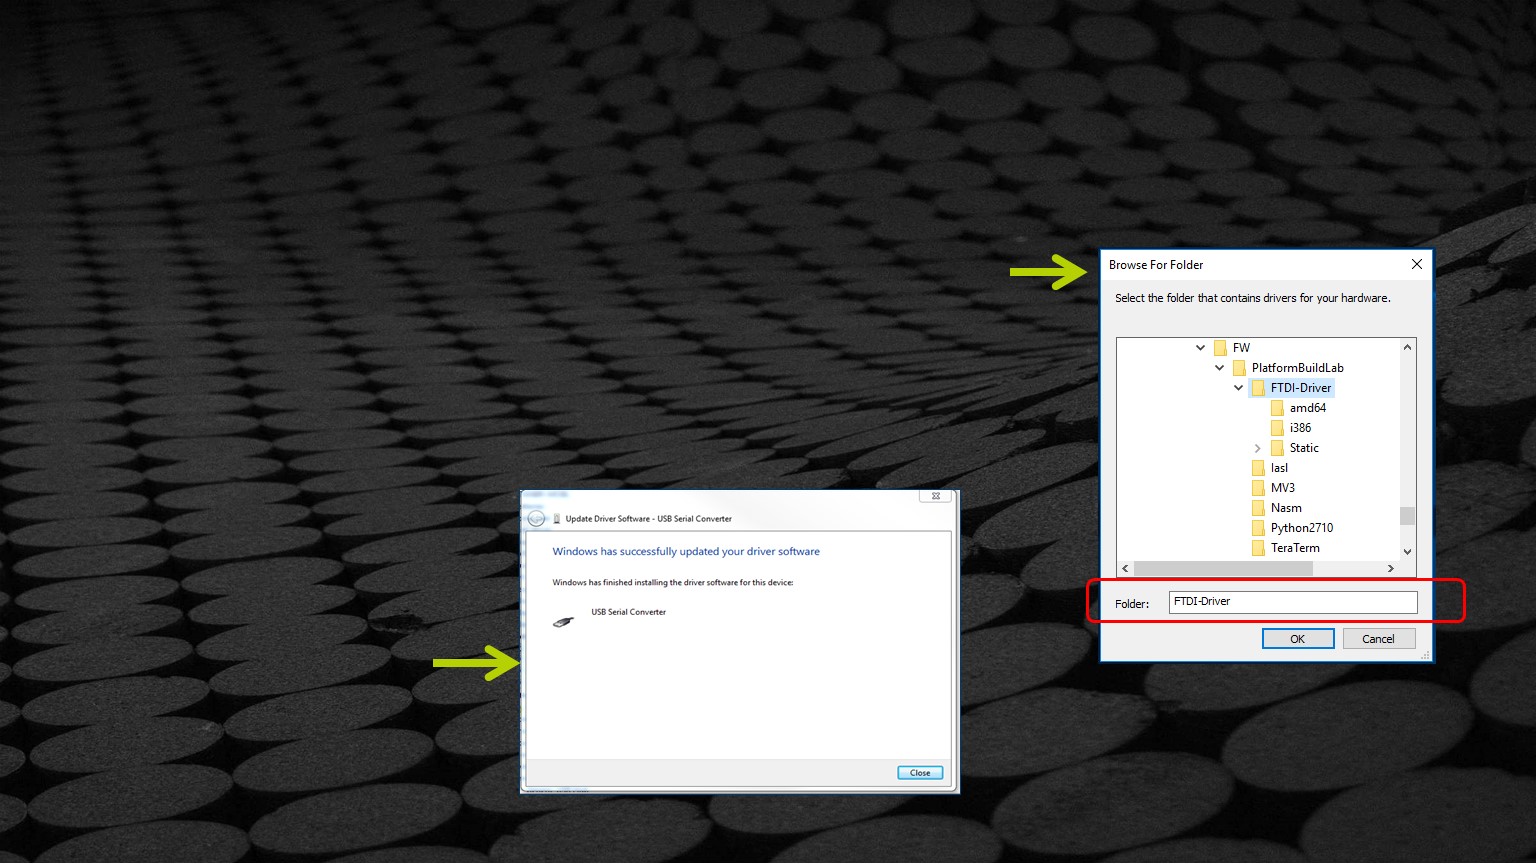 Browse For Folder
Select the folder that contains drivers for your hardware.
FW
PlatformBuildLab
FTDI-Driver
amd64
i386
Static
Iasl
MV3
Nasm
Python2710
TeraTerm
Folder: FTDI-Driver
OK Cancel
Update Driver Software - USB Serial Converter
Windows has successfully updated your driver software
Windows has finished installing the driver software for this device:
USB Serial Converter
Close